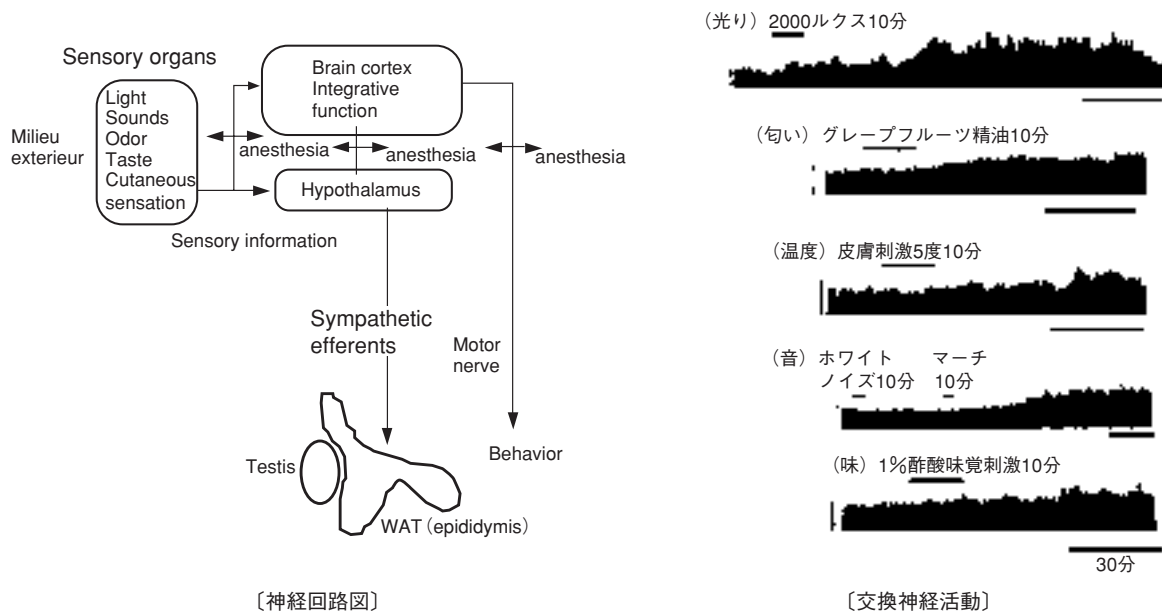 Sensory organs
Milieu
exterieur
Light
Sounds
Odor
Taste
Cutaneous
sensation
Brain cortex
Integrative
function
anesthesia
anesthesia
anesthesia
Hypothalamus
Sensory information
Sympathetic
efferents
Motor
nerve
Behavior
Testis
WAT（epididymis）
〔神経回路図〕
（光り）2000ルクス10分
（匂い）グレープフルーツ精油10分
（温度）皮膚刺激5度10分
（音）ホワイト
ノイズ10分
マーチ
10分
（味）1％酢酸味覚刺激10分
30分
〔交換神経活動〕